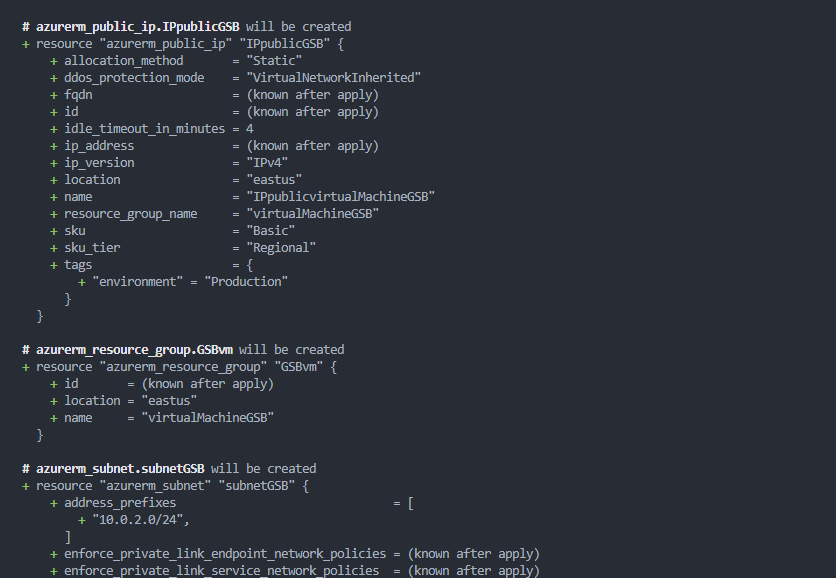 # azurerm_public_ip.IPpublicGSB will be created
+ resource "azurerm_public_ip" "IPpublicGSB" {
+ allocation_method = "Static"
+ ddos_protection_mode = "VirtualNetworkInherited"
+ fqdn = (known after apply)
+ id = (known after apply)
+ idle_timeout_in_minutes = 4
+ ip_address = (known after apply)
+ ip_version = "IPv4"
+ location = "eastus"
+ name = "IPpublicvirtualMachineGSB"
+ resource_group_name = "virtualMachineGSB"
+ sku = "Basic"
+ sku_tier = "Regional"
+ tags = {
+ "environment" = "Production"
}
}
# azurerm_resource_group.GSBvm will be created
+ resource "azurerm_resource_group" "GSBvm" {
+ id = (known after apply)
+ location = "eastus"
+ name = "virtualMachineGSB"
}
# azurerm_subnet.subnetGSB will be created
+ resource "azurerm_subnet" "subnetGSB" {
+ address_prefixes = [
+ "10.0.2.0/24",
]
+ enforce_private_link_endpoint_network_policies = (known after apply)
+ enforce_private_link_service_network_policies = (known after apply)